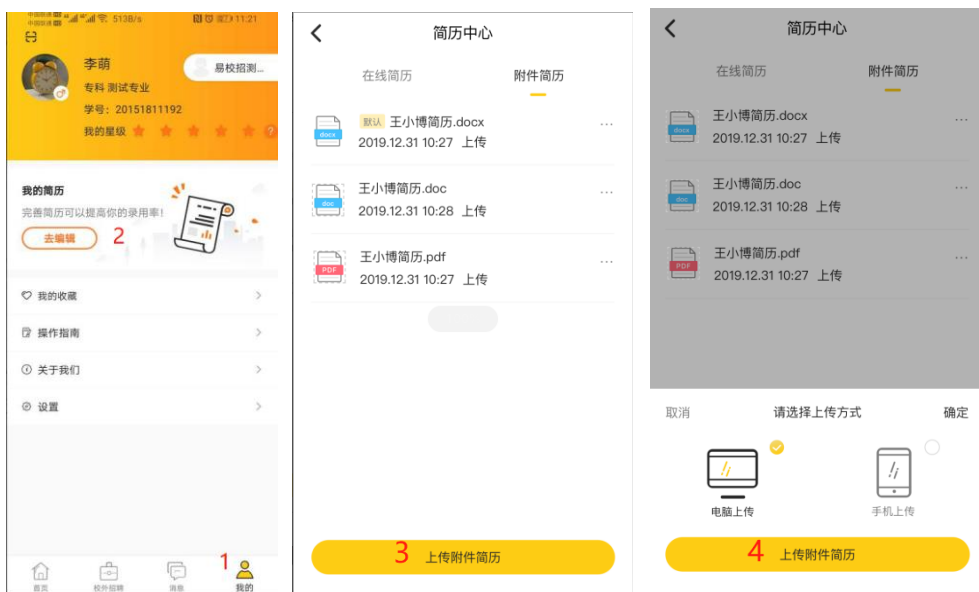 513B/s
11:21
李萌
易校招测...
专科 测试专业
学号：20151811192
我的星级
?
我的简历
完善简历可以提高你的录用率！
去编辑
2
我的收藏
操作指南
关于我们
设置
1
首页
校外招聘
消息
我的
简历中心
在线简历
附件简历
docx
默认 王小博简历.docx
...
2019.12.31 10:27 上传
doc
王小博简历.doc
...
2019.12.31 10:28 上传
PDF
王小博简历.pdf
...
2019.12.31 10:27 上传
3
上传附件简历
简历中心
在线简历
附件简历
docx
王小博简历.docx
...
2019.12.31 10:27 上传
doc
王小博简历.doc
...
2019.12.31 10:28 上传
PDF
王小博简历.pdf
...
2019.12.31 10:27 上传
取消
请选择上传方式
确定
电脑上传
手机上传
4
上传附件简历